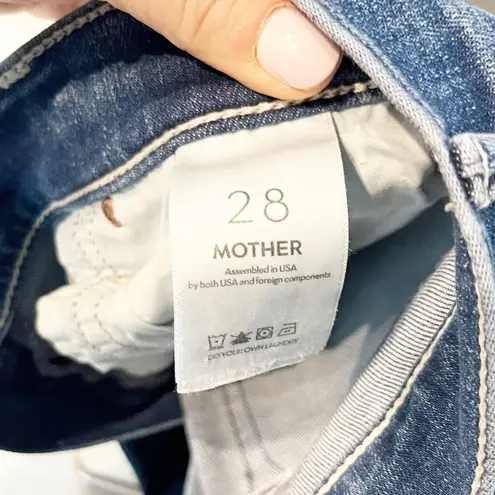 28
MOTHER
Assembled in USA
by both USA and foreign components
DO YOUR OWN LAUNDRY